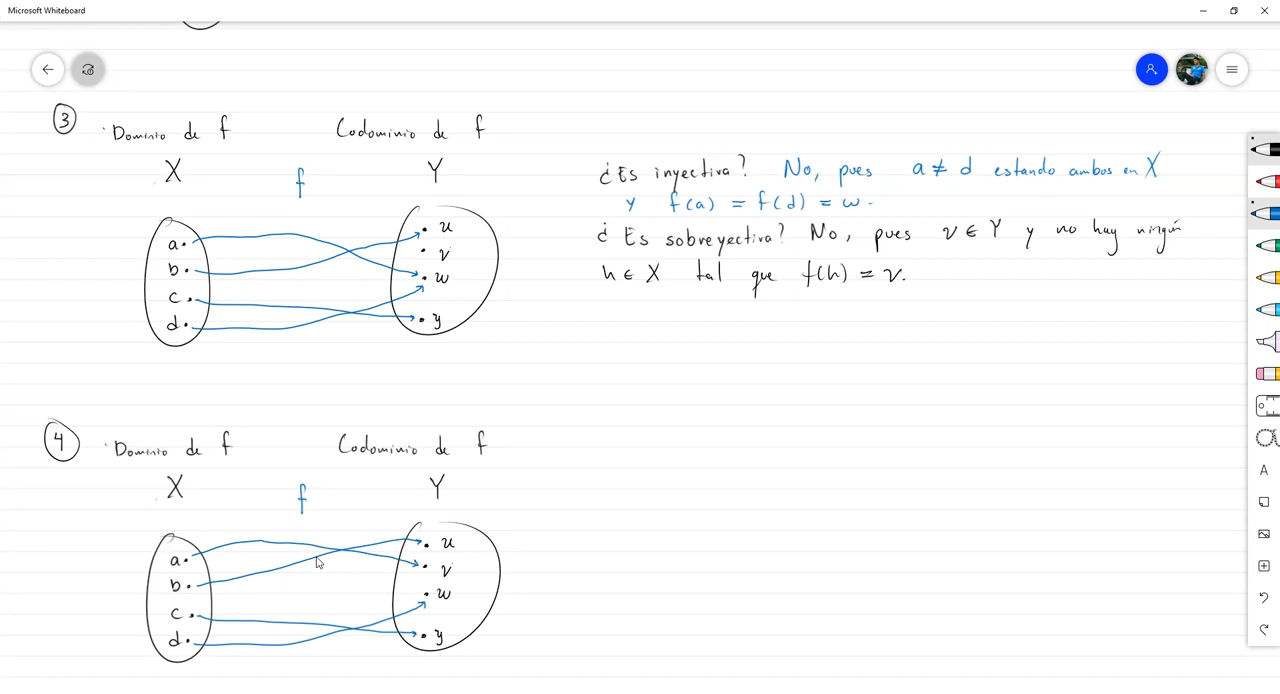 Microsoft Whiteboard
3
Dominio de f
Codominio de f
X
f
Y
a
b
c
d
u
v
w
y
¿Es inyectiva? No, pues a ≠ d estando ambos en X
y f(a) = f(d) = w.
¿Es sobreyectiva? No, pues v ∈ Y y no hay ningún
h ∈ X tal que f(h) = v.
4
Dominio de f
Codominio de f
X
f
Y
a
b
c
d
u
v
w
y
A